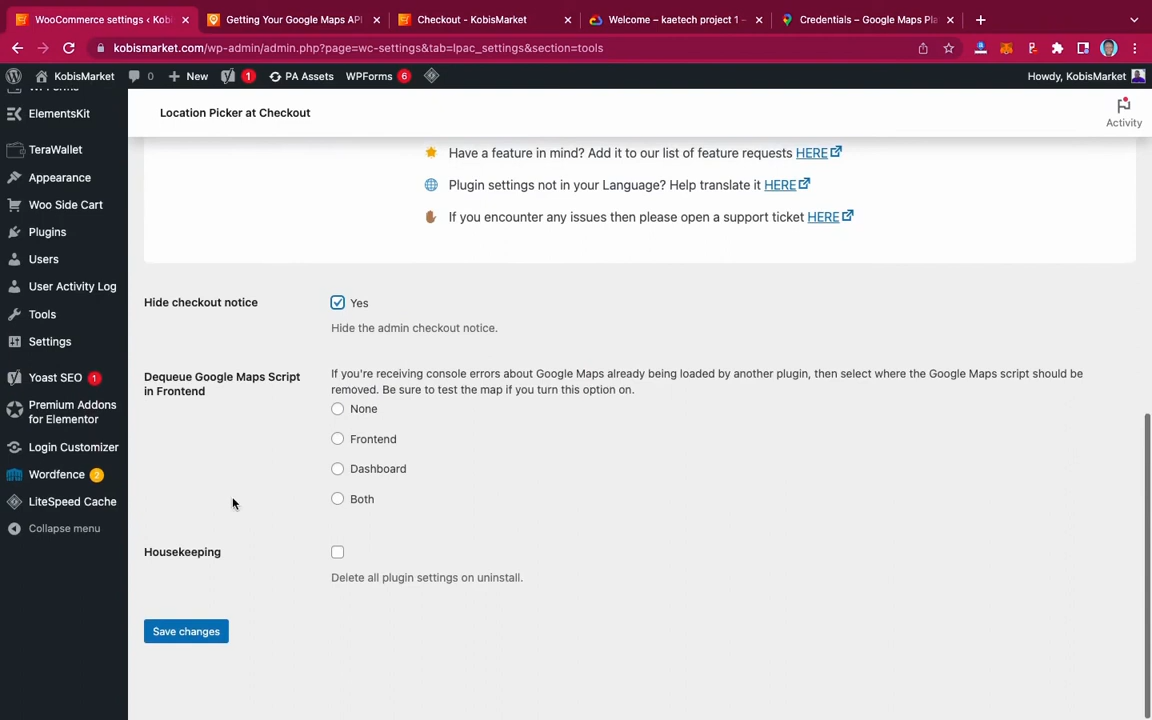 WooCommerce settings ‹ Kobis
Getting Your Google Maps API
Checkout - KobisMarket
Welcome – kaetech project 1 –
Credentials – Google Maps Pla
kobismarket.com/wp-admin/admin.php?page=wc-settings&tab=lpac_settings&section=tools
KobisMarket
0
New
1
PA Assets
WPForms 6
Howdy, KobisMarket
ElementsKit
TeraWallet
Appearance
Woo Side Cart
Plugins
Users
User Activity Log
Tools
Settings
Yoast SEO 1
Premium Addons
for Elementor
Login Customizer
Wordfence 2
LiteSpeed Cache
Collapse menu
Location Picker at Checkout
Activity
Have a feature in mind? Add it to our list of feature requests HERE
Plugin settings not in your Language? Help translate it HERE
If you encounter any issues then please open a support ticket HERE
Hide checkout notice
Yes
Hide the admin checkout notice.
Dequeue Google Maps Script
in Frontend
If you're receiving console errors about Google Maps already being loaded by another plugin, then select where the Google Maps script should be
removed. Be sure to test the map if you turn this option on.
None
Frontend
Dashboard
Both
Housekeeping
Delete all plugin settings on uninstall.
Save changes